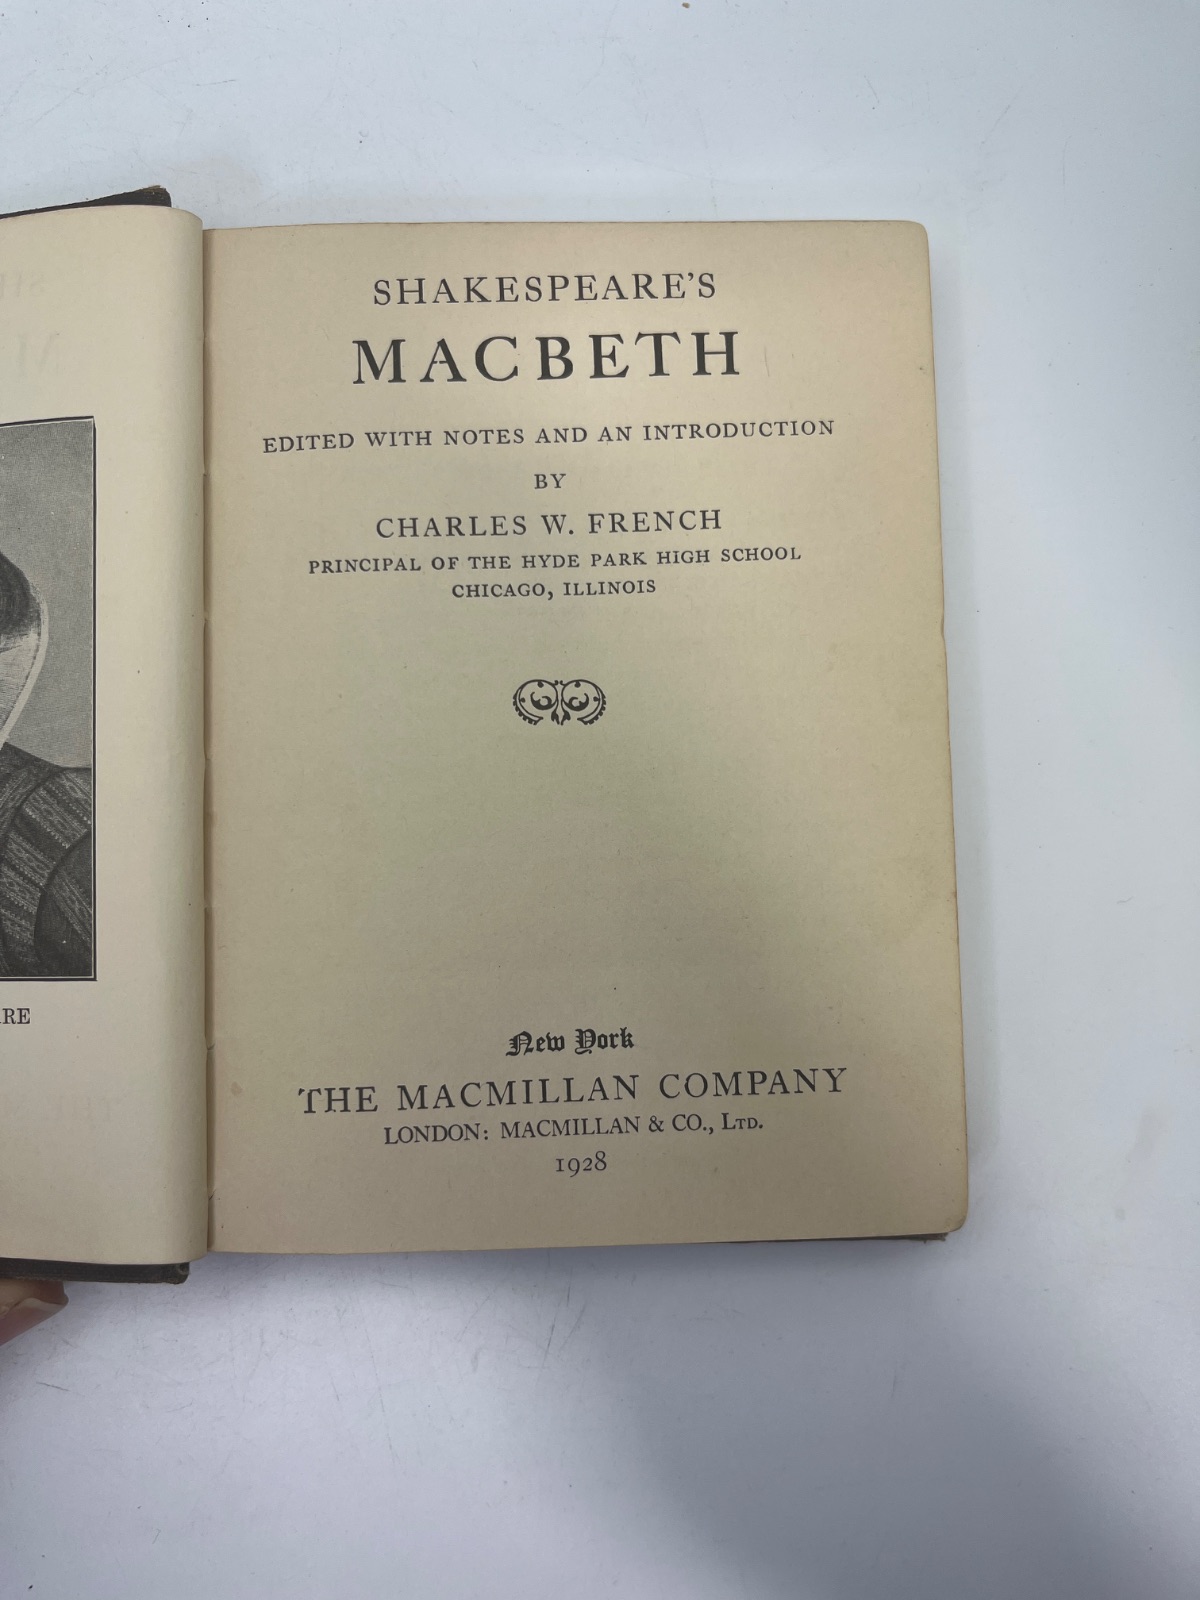 RE
SHAKESPEARE'S
MACBETH
EDITED WITH NOTES AND AN INTRODUCTION
BY
CHARLES W. FRENCH
PRINCIPAL OF THE HYDE PARK HIGH SCHOOL
CHICAGO, ILLINOIS
New York
THE MACMILLAN COMPANY
LONDON: MACMILLAN & CO., LTD.
1928